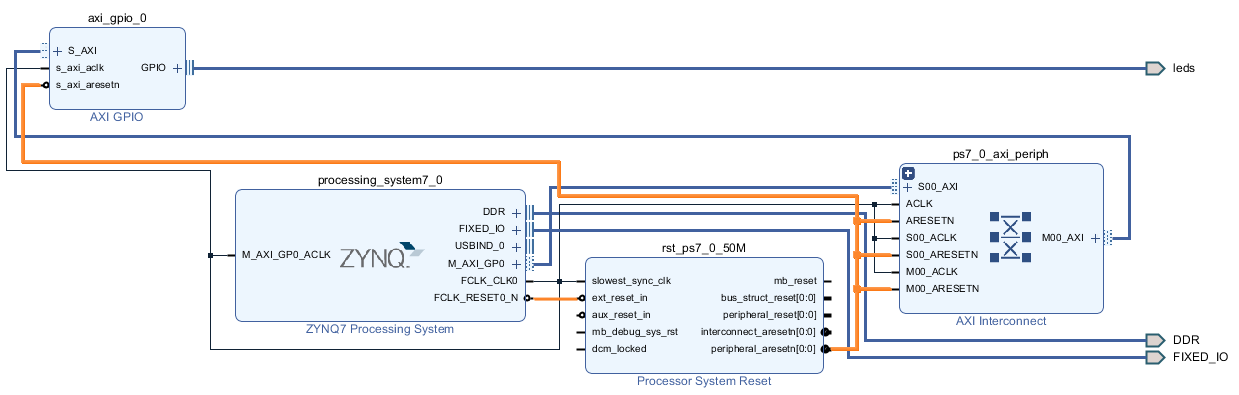 axi_gpio_0
S_AXI
s_axi_aclk
s_axi_aresetn
GPIO
AXI GPIO
leds
processing_system7_0
M_AXI_GP0_ACLK
ZYNQ
DDR
FIXED_IO
USBIND_0
M_AXI_GP0
FCLK_CLK0
FCLK_RESET0_N
ZYNQ7 Processing System
rst_ps7_0_50M
slowest_sync_clk
ext_reset_in
aux_reset_in
mb_debug_sys_rst
dcm_locked
mb_reset
bus_struct_reset[0:0]
peripheral_reset[0:0]
interconnect_aresetn[0:0]
peripheral_aresetn[0:0]
Processor System Reset
ps7_0_axi_periph
S00_AXI
ACLK
ARESETN
S00_ACLK
S00_ARESETN
M00_ACLK
M00_ARESETN
M00_AXI
AXI Interconnect
DDR
FIXED_IO